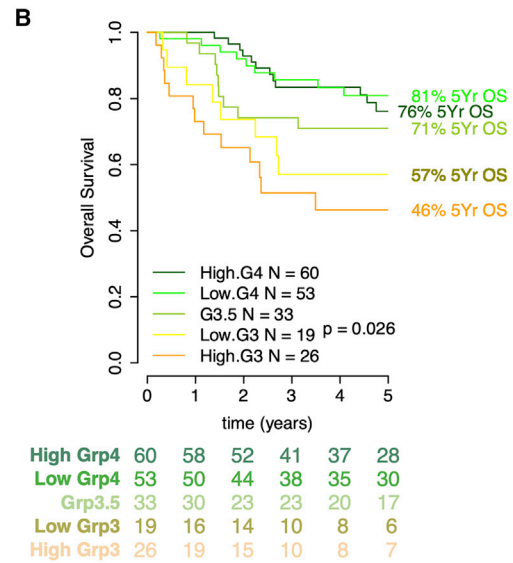 B
Overall Survival
1.0
0.8
0.6
0.4
0.2
0.0
81% 5Yr OS
76% 5Yr OS
71% 5Yr OS
57% 5Yr OS
46% 5Yr OS
High.G4 N = 60
Low.G4 N = 53
G3.5 N = 33
Low.G3 N = 19
High.G3 N = 26
p = 0.026
0 1 2 3 4 5
time (years)
High Grp4 60 58 52 41 37 28
Low Grp4 53 50 44 38 35 30
Grp3.5 33 30 23 23 20 17
Low Grp3 19 16 14 10 8 6
High Grp3 26 19 15 10 8 7